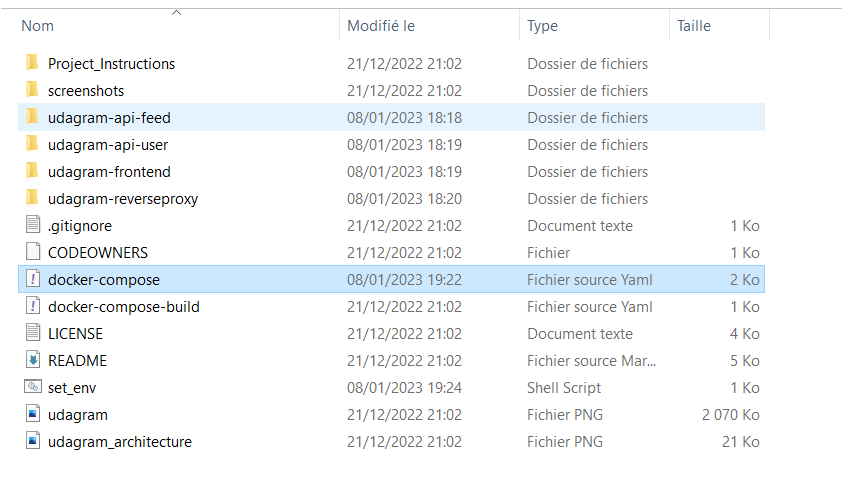 Nom Modifié le Type Taille
Project_Instructions 21/12/2022 21:02 Dossier de fichiers
screenshots 21/12/2022 21:02 Dossier de fichiers
udagram-api-feed 08/01/2023 18:18 Dossier de fichiers
udagram-api-user 08/01/2023 18:19 Dossier de fichiers
udagram-frontend 08/01/2023 18:19 Dossier de fichiers
udagram-reverseproxy 08/01/2023 18:20 Dossier de fichiers
.gitignore 21/12/2022 21:02 Document texte 1 Ko
CODEOWNERS 21/12/2022 21:02 Fichier 1 Ko
docker-compose 08/01/2023 19:22 Fichier source Yaml 2 Ko
docker-compose-build 21/12/2022 21:02 Fichier source Yaml 1 Ko
LICENSE 21/12/2022 21:02 Document texte 4 Ko
README 21/12/2022 21:02 Fichier source Mar... 5 Ko
set_env 08/01/2023 19:24 Shell Script 1 Ko
udagram 21/12/2022 21:02 Fichier PNG 2 070 Ko
udagram_architecture 21/12/2022 21:02 Fichier PNG 21 Ko